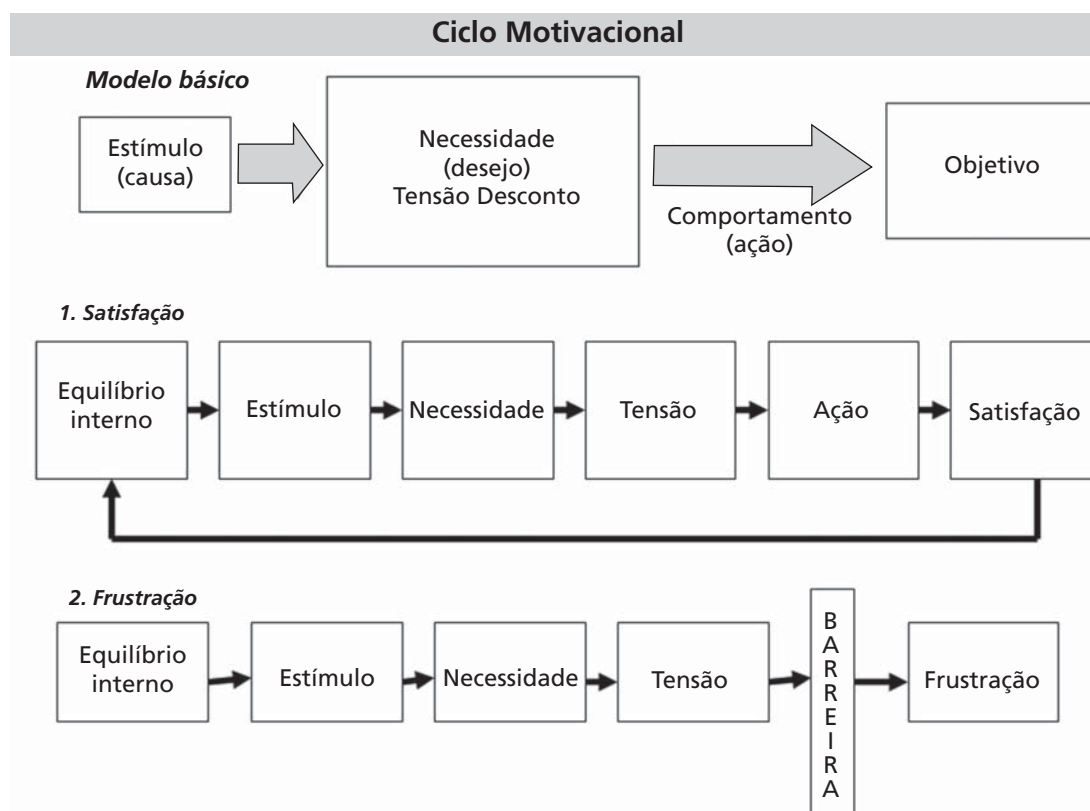 Ciclo Motivacional
Modelo básico
Estímulo
(causa)
Necessidade
(desejo)
Tensão Desconto
Comportamento
(ação)
Objetivo
1. Satisfação
Equilíbrio
interno
Estímulo
Necessidade
Tensão
Ação
Satisfação
2. Frustração
Equilíbrio
interno
Estímulo
Necessidade
Tensão
BARREIRA
Frustração